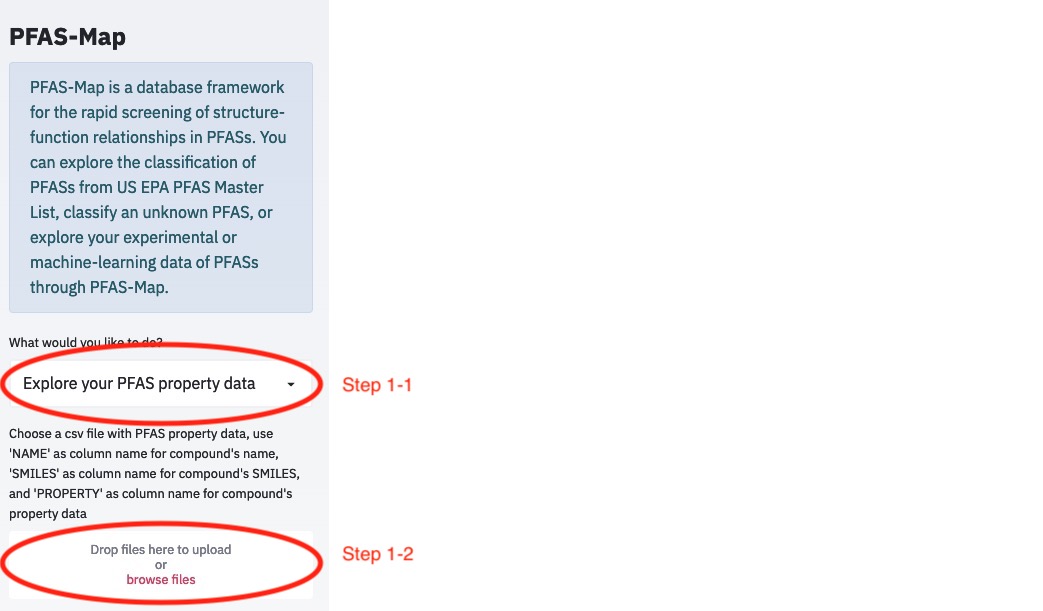 PFAS-Map
PFAS-Map is a database framework
for the rapid screening of structure-
function relationships in PFASs. You
can explore the classification of
PFASs from US EPA PFAS Master
List, classify an unknown PFAS, or
explore your experimental or
machine-learning data of PFASs
through PFAS-Map.
What would you like to do?
Explore your PFAS property data
Step 1-1
Choose a csv file with PFAS property data, use
'NAME' as column name for compound's name,
'SMILES' as column name for compound's SMILES,
and 'PROPERTY' as column name for compound's
property data
Drop files here to upload
or
browse files
Step 1-2